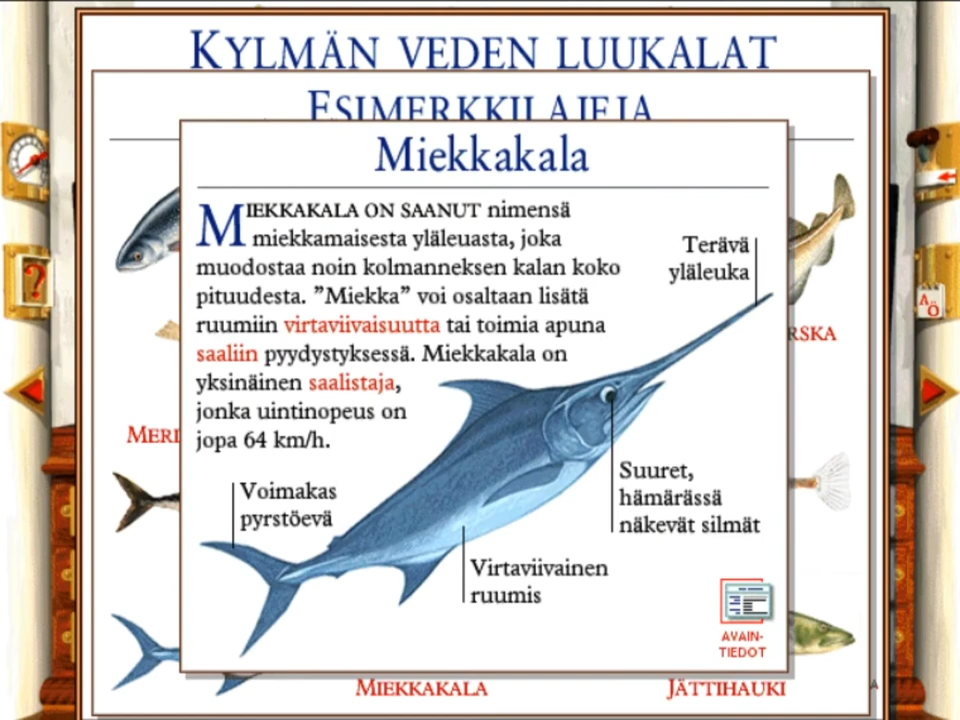 KYLMÄN VEDEN LUUKALAT
ESIMERKKILAJEJA
Miekkakala
MIEKKAKALA ON SAANUT nimensä
miekkamaisesta yläleuasta, joka
muodostaa noin kolmanneksen kalan koko
pituudesta. ”Miekka” voi osaltaan lisätä
ruumiin virtaviivaisuutta tai toimia apuna
saaliin pyydystyksessä. Miekkakala on
yksinäinen saalistaja,
jonka uintinopeus on
jopa 64 km/h.
Terävä
yläleuka
Voimakas
pyrstöevä
Suuret,
hämärässä
näkevät silmät
Virtaviivainen
ruumis
AVAIN-
TIEDOT
MIEKKAKALA
JÄTTIHAUKI
?
A
Ö